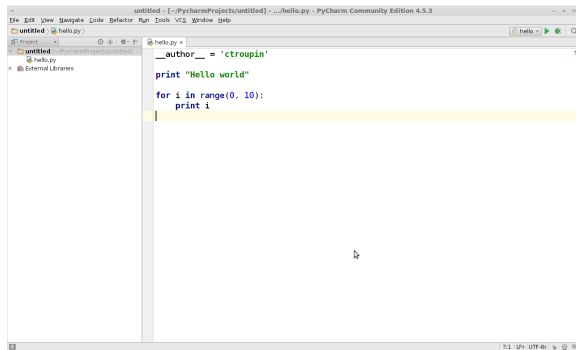 untitled - [~/PycharmProjects/untitled] - .../hello.py - PyCharm Community Edition 4.5.3
File Edit View Navigate Code Refactor Run Tools VCS Window Help
untitled hello.py
hello
Project
hello.py
untitled (~/PycharmProjects/untitled)
hello.py
External Libraries
__author__ = 'ctroupin'
print "Hello world"
for i in range(0, 10):
    print i
7:1 LF÷ UTF-8÷